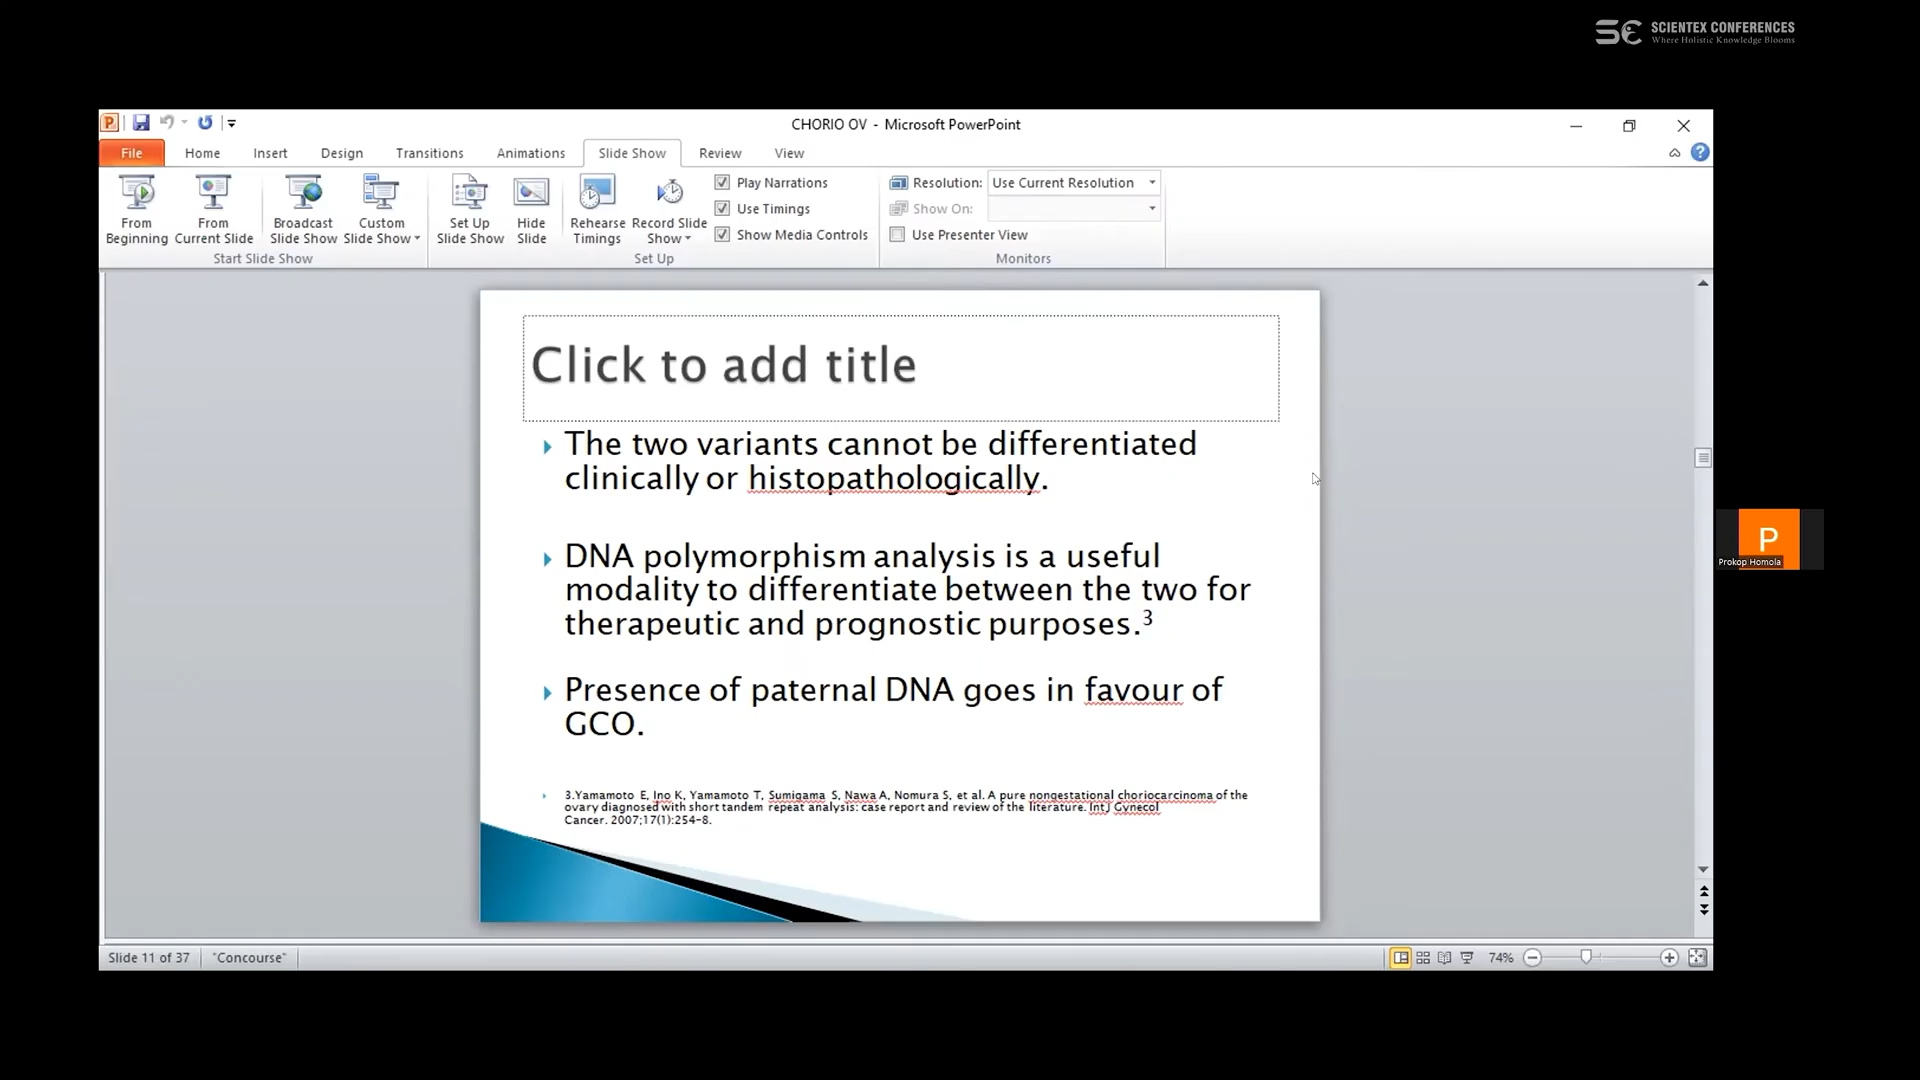 SCIENTEX CONFERENCES
Where Holistic Knowledge Blooms
CHORIO OV - Microsoft PowerPoint
File Home Insert Design Transitions Animations Slide Show Review View
From Beginning
From Current Slide
Broadcast Slide Show
Custom Slide Show
Start Slide Show
Set Up Slide Show
Hide Slide
Rehearse Timings
Record Slide Show
Play Narrations
Use Timings
Show Media Controls
Set Up
Resolution: Use Current Resolution
Show On:
Use Presenter View
Monitors
Click to add title
The two variants cannot be differentiated
clinically or histopathologically.
DNA polymorphism analysis is a useful
modality to differentiate between the two for
therapeutic and prognostic purposes.3
Presence of paternal DNA goes in favour of
GCO.
3.Yamamoto E, Ino K, Yamamoto T, Sumigama S, Nawa A, Nomura S, et al. A pure nongestational choriocarcinoma of the
ovary diagnosed with short tandem repeat analysis: case report and review of the literature. Int J Gynecol
Cancer. 2007;17(1):254-8.
P
Prokop Homola
Slide 11 of 37 "Concourse" 74%